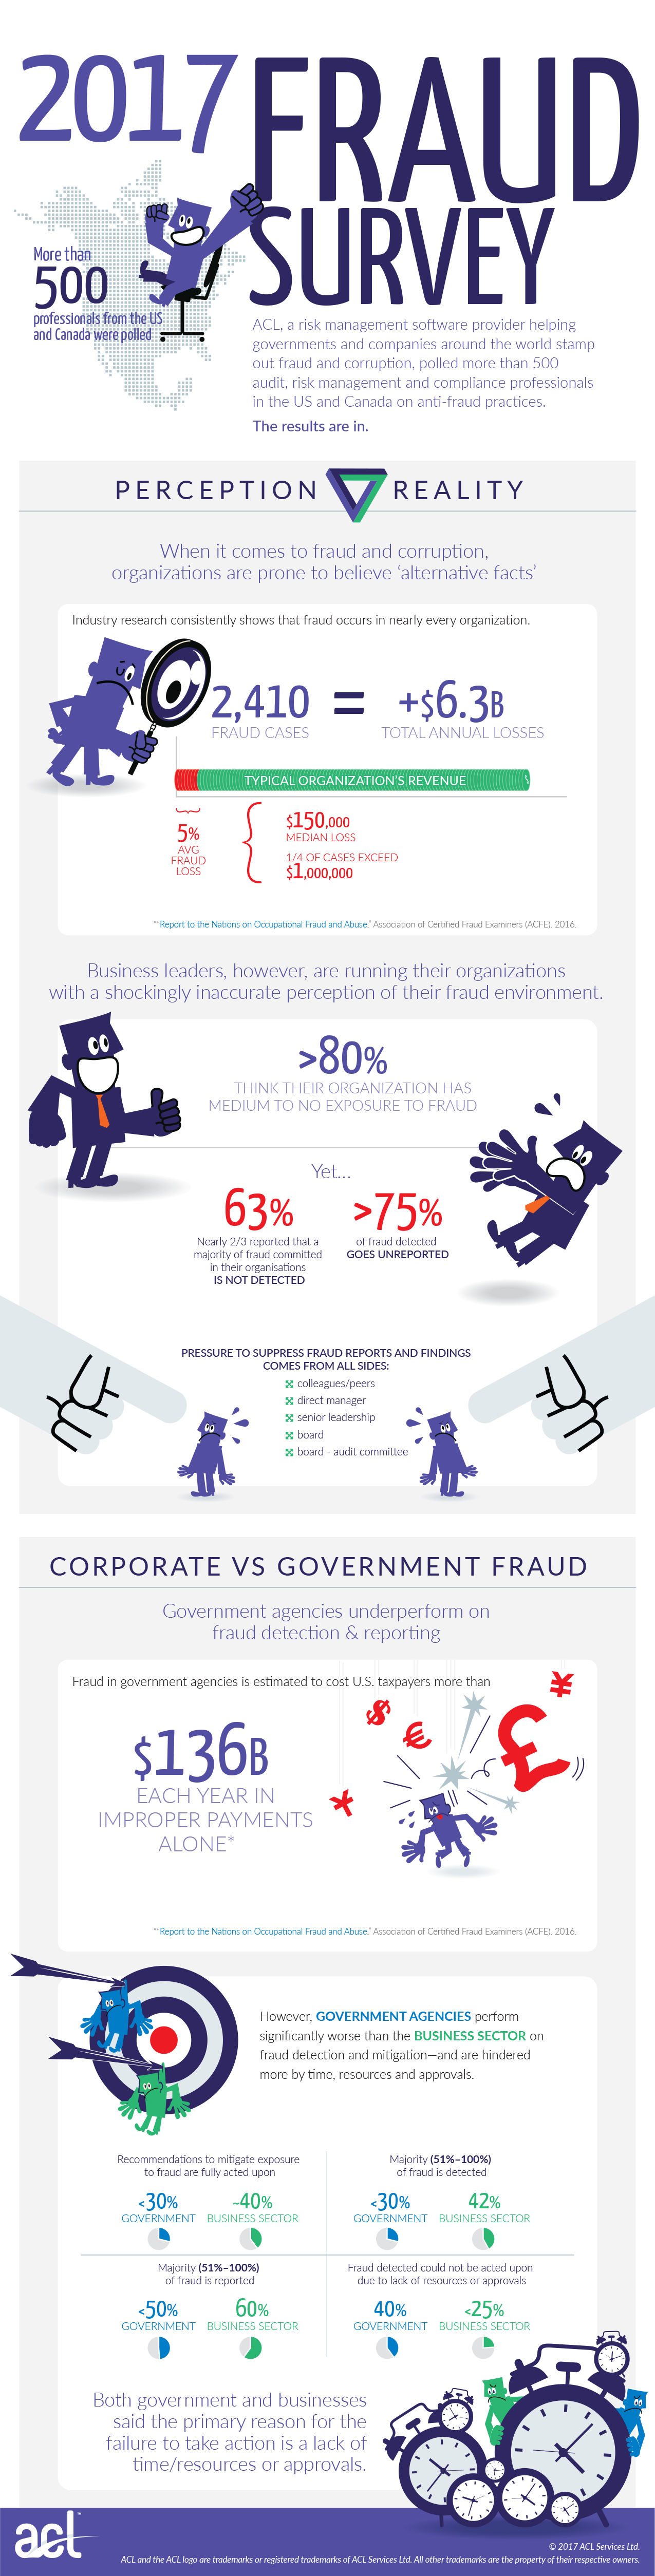 2017 FRAUD
SURVEY
More than
500
professionals from the US
and Canada were polled
ACL, a risk management software provider helping
governments and companies around the world stamp
out fraud and corruption, polled more than 500
audit, risk management and compliance professionals
in the US and Canada on anti-fraud practices.
The results are in.
PERCEPTION REALITY
When it comes to fraud and corruption,
organizations are prone to believe ‘alternative facts’
Industry research consistently shows that fraud occurs in nearly every organization.
2,410 = +$6.3B
FRAUD CASES TOTAL ANNUAL LOSSES
TYPICAL ORGANIZATION'S REVENUE
5%
AVG
FRAUD
LOSS
$150,000
MEDIAN LOSS
1/4 OF CASES EXCEED
$1,000,000
*“Report to the Nations on Occupational Fraud and Abuse.” Association of Certified Fraud Examiners (ACFE). 2016.
Business leaders, however, are running their organizations
with a shockingly inaccurate perception of their fraud environment.
>80%
THINK THEIR ORGANIZATION HAS
MEDIUM TO NO EXPOSURE TO FRAUD
Yet...
63%
Nearly 2/3 reported that a
majority of fraud committed
in their organisations
IS NOT DETECTED
>75%
of fraud detected
GOES UNREPORTED
PRESSURE TO SUPPRESS FRAUD REPORTS AND FINDINGS
COMES FROM ALL SIDES:
colleagues/peers
direct manager
senior leadership
board
board - audit committee
CORPORATE VS GOVERNMENT FRAUD
Government agencies underperform on
fraud detection & reporting
Fraud in government agencies is estimated to cost U.S. taxpayers more than
$136B
EACH YEAR IN
IMPROPER PAYMENTS
ALONE*
$
€
£
¥
*“Report to the Nations on Occupational Fraud and Abuse.” Association of Certified Fraud Examiners (ACFE). 2016.
However, GOVERNMENT AGENCIES perform
significantly worse than the BUSINESS SECTOR on
fraud detection and mitigation—and are hindered
more by time, resources and approvals.
Recommendations to mitigate exposure
to fraud are fully acted upon
<30% ~40%
GOVERNMENT BUSINESS SECTOR
Majority (51%–100%)
of fraud is detected
<30% 42%
GOVERNMENT BUSINESS SECTOR
Majority (51%–100%)
of fraud is reported
<50% 60%
GOVERNMENT BUSINESS SECTOR
Fraud detected could not be acted upon
due to lack of resources or approvals
40% <25%
GOVERNMENT BUSINESS SECTOR
Both government and businesses
said the primary reason for the
failure to take action is a lack of
time/resources or approvals.
acl™
© 2017 ACL Services Ltd.
ACL and the ACL logo are trademarks or registered trademarks of ACL Services Ltd. All other trademarks are the property of their respective owners.